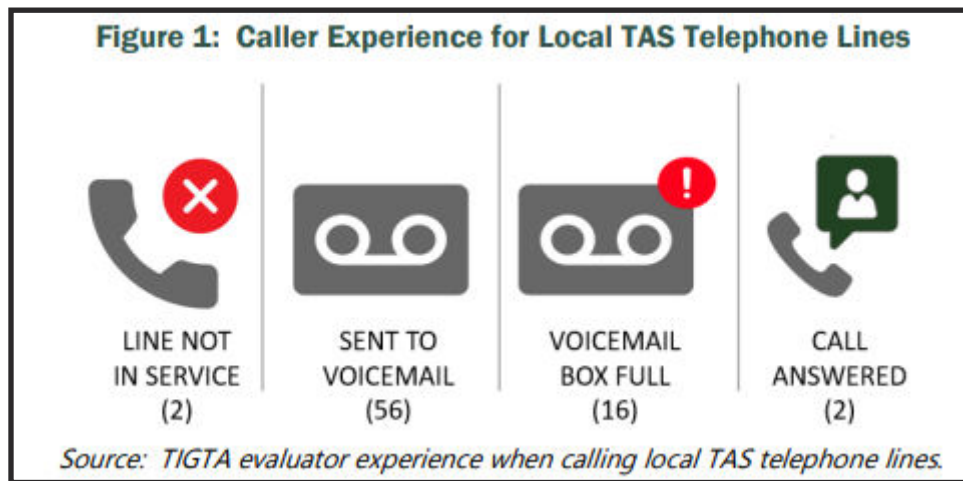 Figure 1: Caller Experience for Local TAS Telephone Lines
LINE NOT
IN SERVICE
(2)
SENT TO
VOICEMAIL
(56)
VOICEMAIL
BOX FULL
(16)
CALL
ANSWERED
(2)
Source: TIGTA evaluator experience when calling local TAS telephone lines.